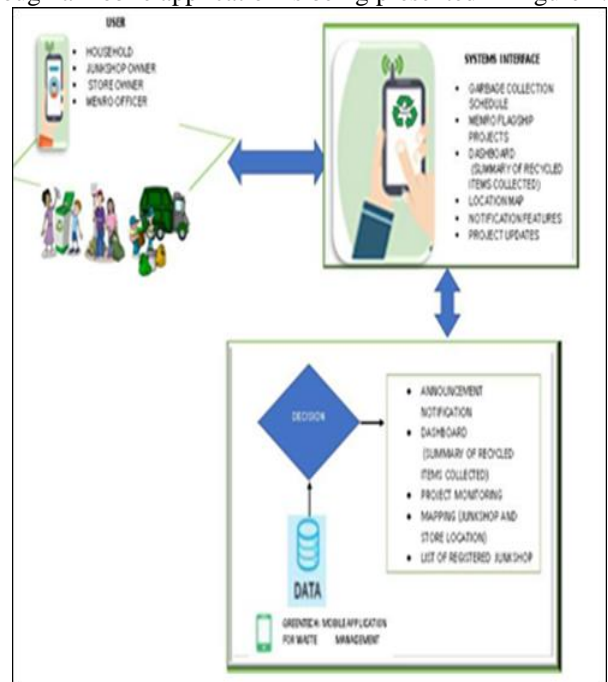 USER
• HOUSEHOLD
• JUNKSHOP OWNER
• STORE OWNER
• MENRO OFFICER
SYSTEMS INTERFACE
• GARBADE COLLECTION
SCHEDULE
• MENRO FLAGSHIP
PROJECTS
• DASHBOARD
(SUMMARY OF RECYCLED
ITEMS COLLECTED)
• LOCATION MAP
• NOTIFICATION FEATURES
• PROJECT UPDATES
DECISION
DATA
• ANNOUNCEMENT
NOTIFICATION
• DASHBOARD
(SUMMARY OF RECYCLED
ITEMS COLLECTED)
• PROJECT MONITORING
• MAPPING (JUNKSHOP AND
STORE LOCATION)
• LIST OF REGISTERED JUNKSHOP
GREENTECH: MOBILE APPLICATION
FOR WASTE MANAGEMENT